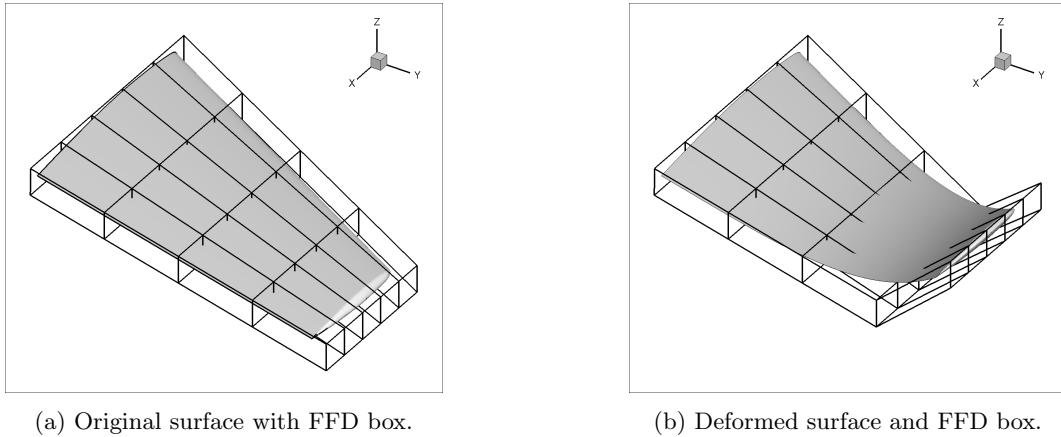 Z
X
Y
Z
X
Y
(a) Original surface with FFD box.
(b) Deformed surface and FFD box.